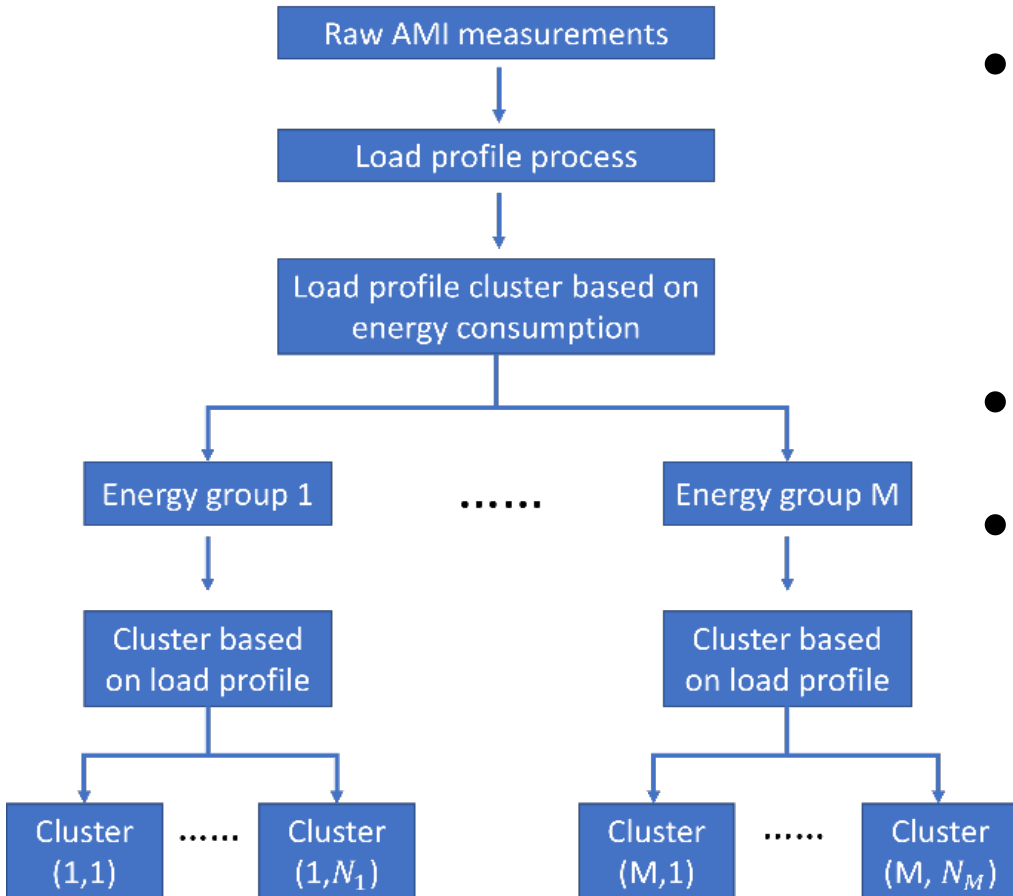 Raw AMI measurements
Load profile process
Load profile cluster based on
energy consumption
Energy group 1
......
Energy group M
Cluster based
on load profile
Cluster based
on load profile
Cluster
(1,1)
......
Cluster
(1,N₁)
Cluster
(M,1)
......
Cluster
(M, N_M)